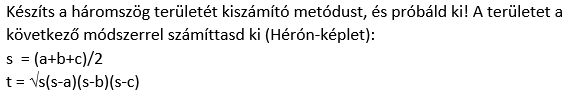 Készíts a háromszög területét kiszámító metódust, és próbáld ki! A területet a
következő módszerrel számíttasd ki (Hérón-képlet):
s = (a+b+c)/2
t = √s(s-a)(s-b)(s-c)